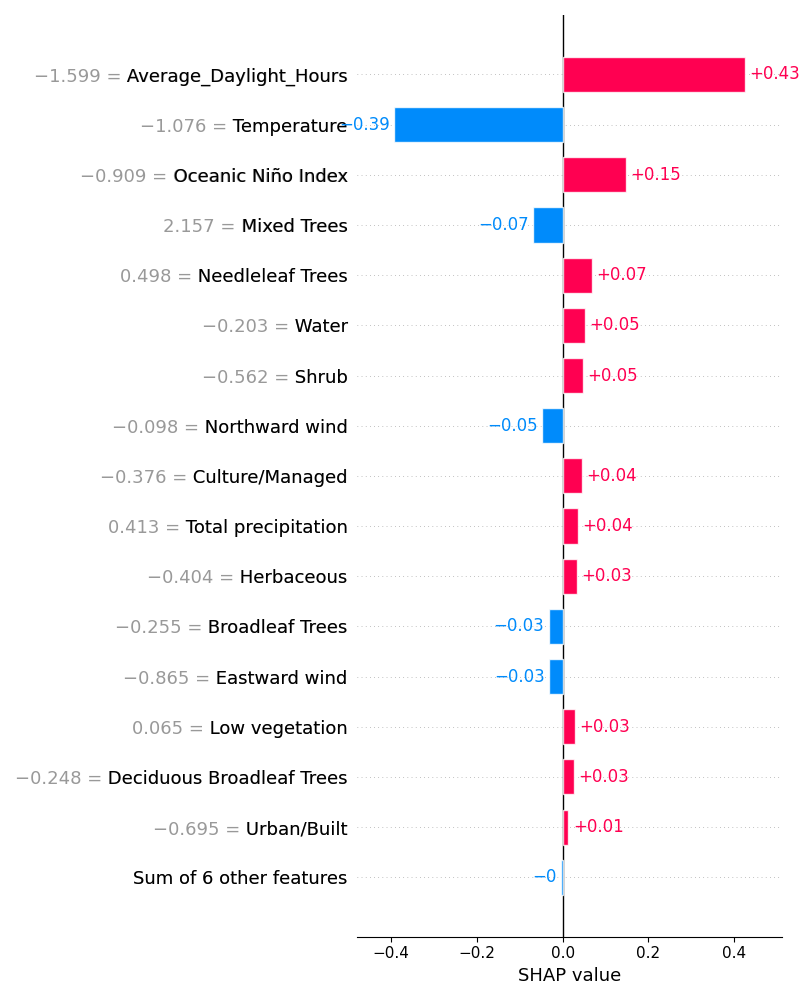 −1.599 = Average_Daylight_Hours +0.43
−1.076 = Temperature −0.39
−0.909 = Oceanic Niño Index +0.15
2.157 = Mixed Trees −0.07
0.498 = Needleleaf Trees +0.07
−0.203 = Water +0.05
−0.562 = Shrub +0.05
−0.098 = Northward wind −0.05
−0.376 = Culture/Managed +0.04
0.413 = Total precipitation +0.04
−0.404 = Herbaceous +0.03
−0.255 = Broadleaf Trees −0.03
−0.865 = Eastward wind −0.03
0.065 = Low vegetation +0.03
−0.248 = Deciduous Broadleaf Trees +0.03
−0.695 = Urban/Built +0.01
Sum of 6 other features −0
−0.4 −0.2 0.0 0.2 0.4
SHAP value